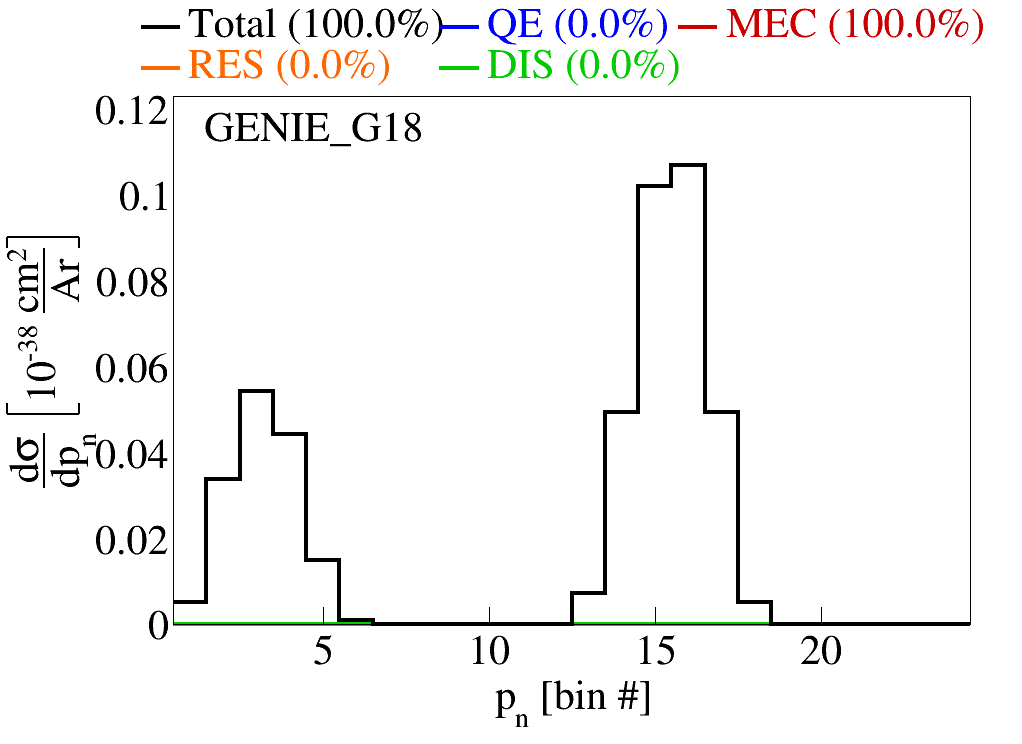 Total (100.0%) QE (0.0%) MEC (100.0%)
RES (0.0%) DIS (0.0%)
GENIE_G18
0.12
0.1
0.08
0.06
0.04
0.02
0
dσ/dpₙ [10⁻³⁸ cm²/Ar]
5 10 15 20
pₙ [bin #]